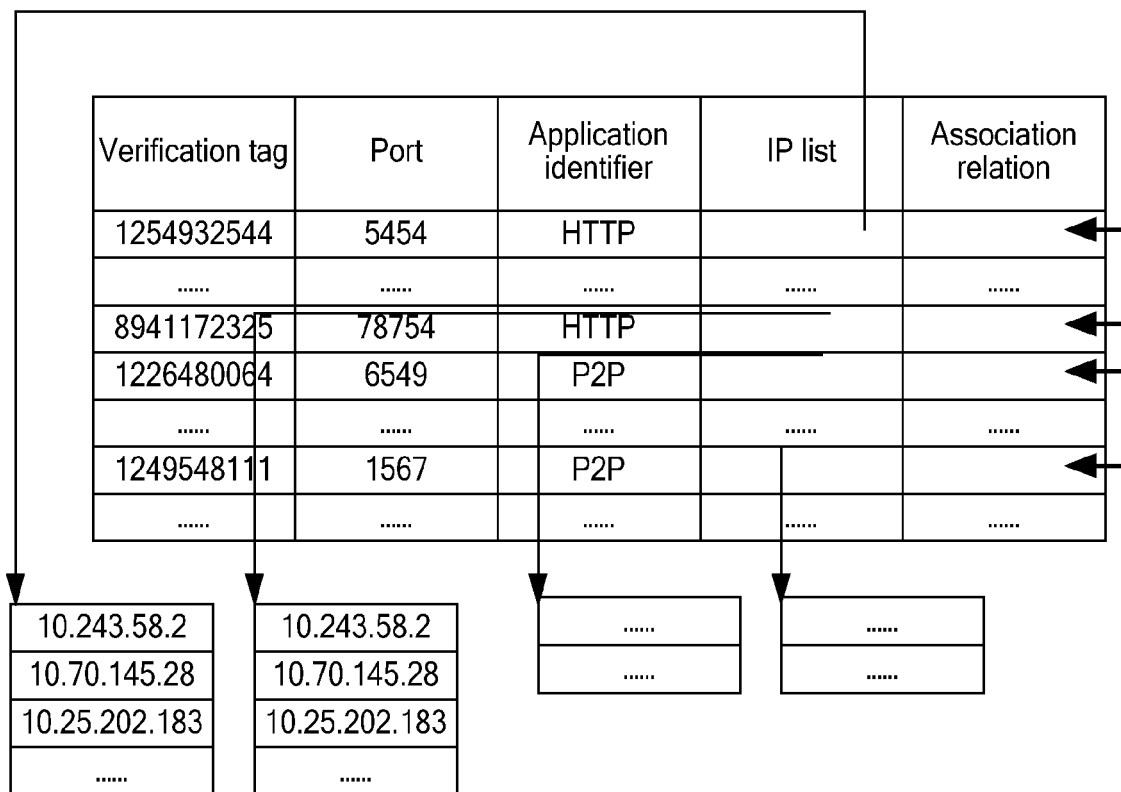 Verification tag Port Application identifier IP list Association relation
1254932544 5454 HTTP
...... ...... ...... ...... ......
8941172325 78754 HTTP
1226480064 6549 P2P
...... ...... ...... ...... ......
1249548111 1567 P2P
...... ...... ...... ...... ......
10.243.58.2 10.243.58.2 ...... ......
10.70.145.28 10.70.145.28 ...... ......
10.25.202.183 10.25.202.183
...... ......